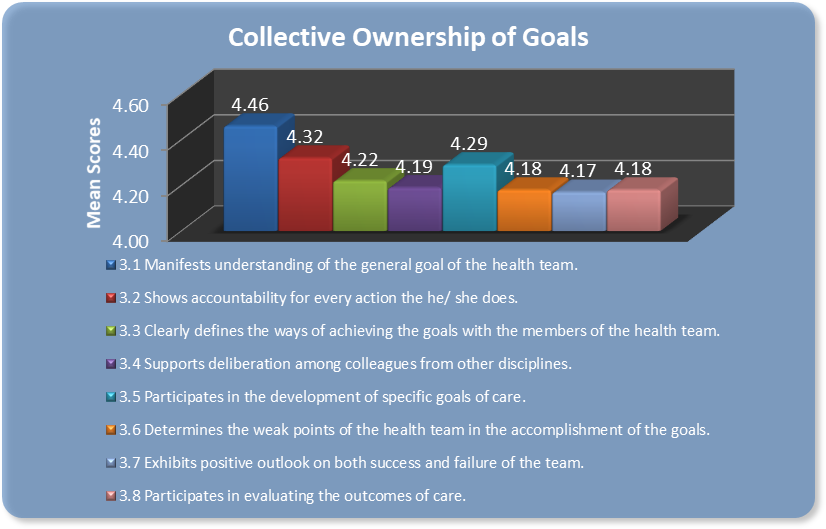 Collective Ownership of Goals
Mean Scores
4.60
4.40
4.20
4.00
4.46
4.32
4.22
4.19
4.29
4.18
4.17
4.18
3.1 Manifests understanding of the general goal of the health team.
3.2 Shows accountability for every action the he/ she does.
3.3 Clearly defines the ways of achieving the goals with the members of the health team.
3.4 Supports deliberation among colleagues from other disciplines.
3.5 Participates in the development of specific goals of care.
3.6 Determines the weak points of the health team in the accomplishment of the goals.
3.7 Exhibits positive outlook on both success and failure of the team.
3.8 Participates in evaluating the outcomes of care.